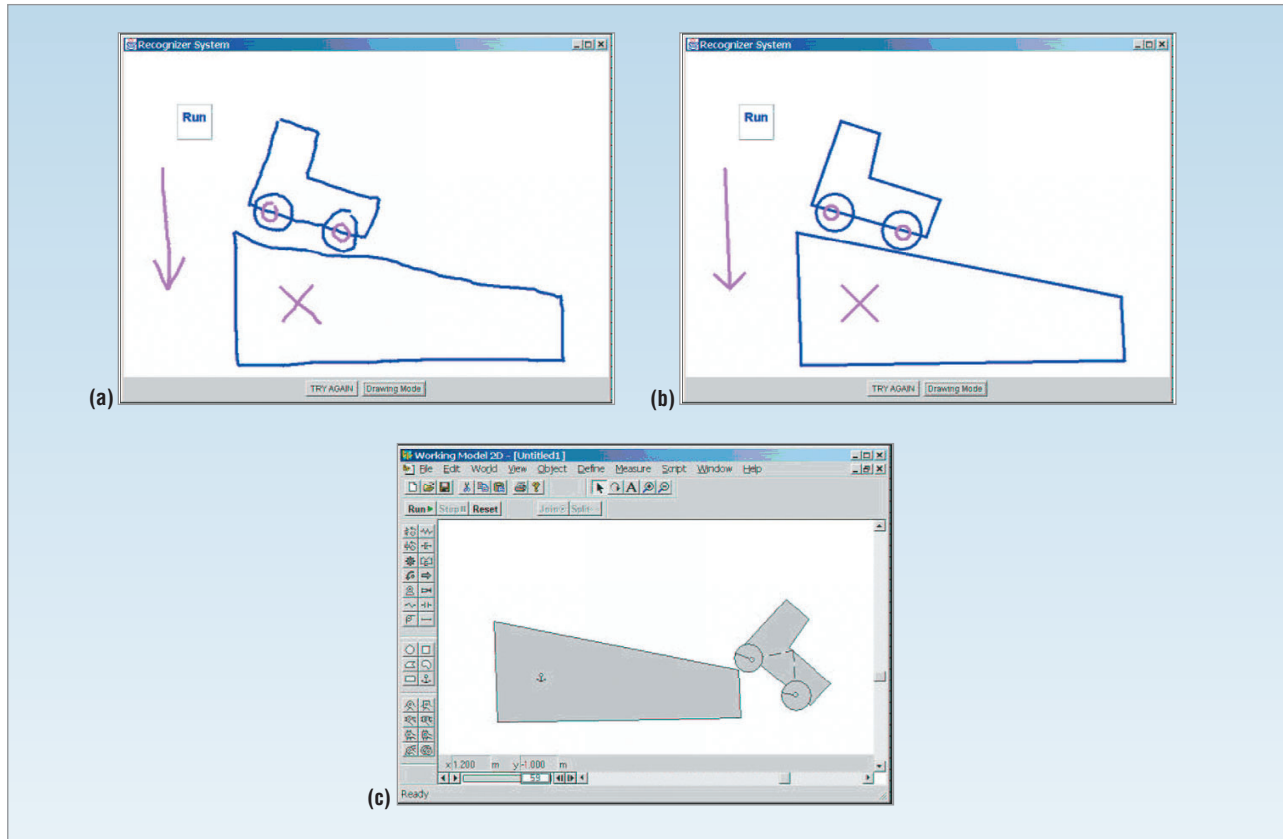 Recognizer System
Run
TRY AGAIN Drawing Mode
(a)
Recognizer System
Run
TRY AGAIN Drawing Mode
(b)
Working Model 2D - [Untitled1]
File Edit World View Object Define Measure Script Window Help
A
Run Stop Reset Join Split
x 1.200 m y -1.000 m
59
Ready
(c)